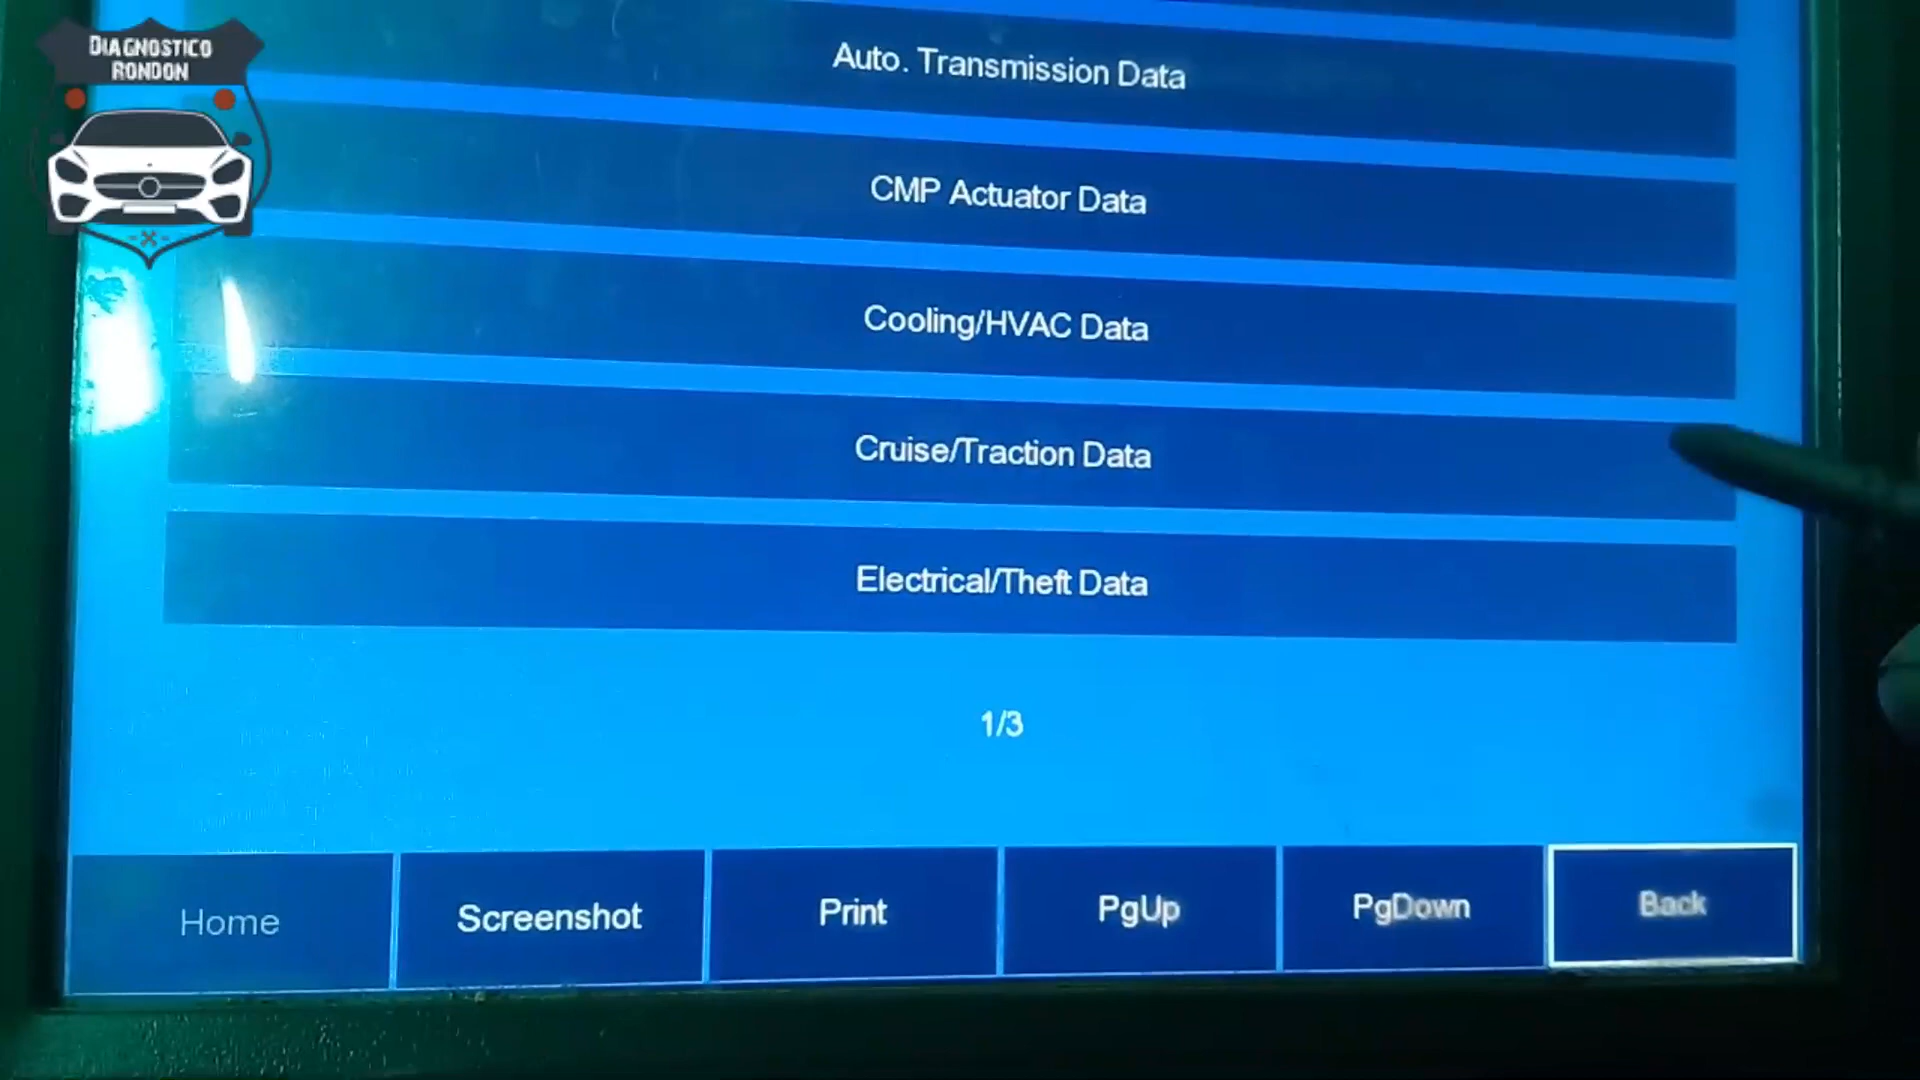 DIAGNOSTICO
RONDON
Auto. Transmission Data
CMP Actuator Data
Cooling/HVAC Data
Cruise/Traction Data
Electrical/Theft Data
1/3
Home
Screenshot
Print
PgUp
PgDown
Back